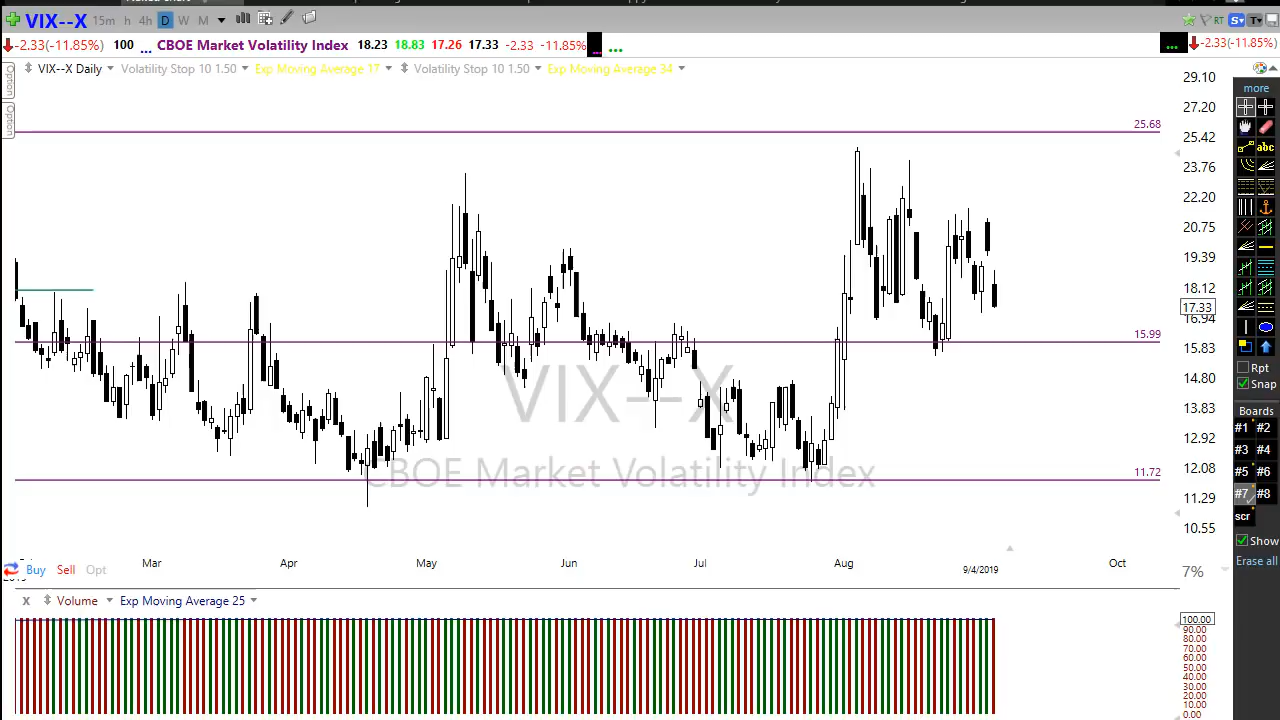 VIX--X 15m h 4h D W M RT S T
-2.33(-11.85%) 100 ... CBOE Market Volatility Index 18.23 18.83 17.26 17.33 -2.33 -11.85% ... ... ... -2.33(-11.85%)
VIX--X Daily Volatility Stop 10 1.50 Exp Moving Average 17 Volatility Stop 10 1.50 Exp Moving Average 34
Option
Option
29.10
27.20
25.68
25.42
23.76
22.20
20.75
19.39
18.12
17.33
16.94
15.99
15.83
14.80
13.83
12.92
12.08
11.72
11.29
10.55
VIX--X
CBOE Market Volatility Index
Mar Apr May Jun Jul Aug 9/4/2019 Oct
Buy Sell Opt
7%
x Volume Exp Moving Average 25
100.00
90.00
80.00
70.00
60.00
50.00
40.00
30.00
20.00
10.00
0.00
more
abc
Rpt
Snap
Boards
#1 #2
#3 #4
#5 #6
#7 #8
scr
Show
Erase all